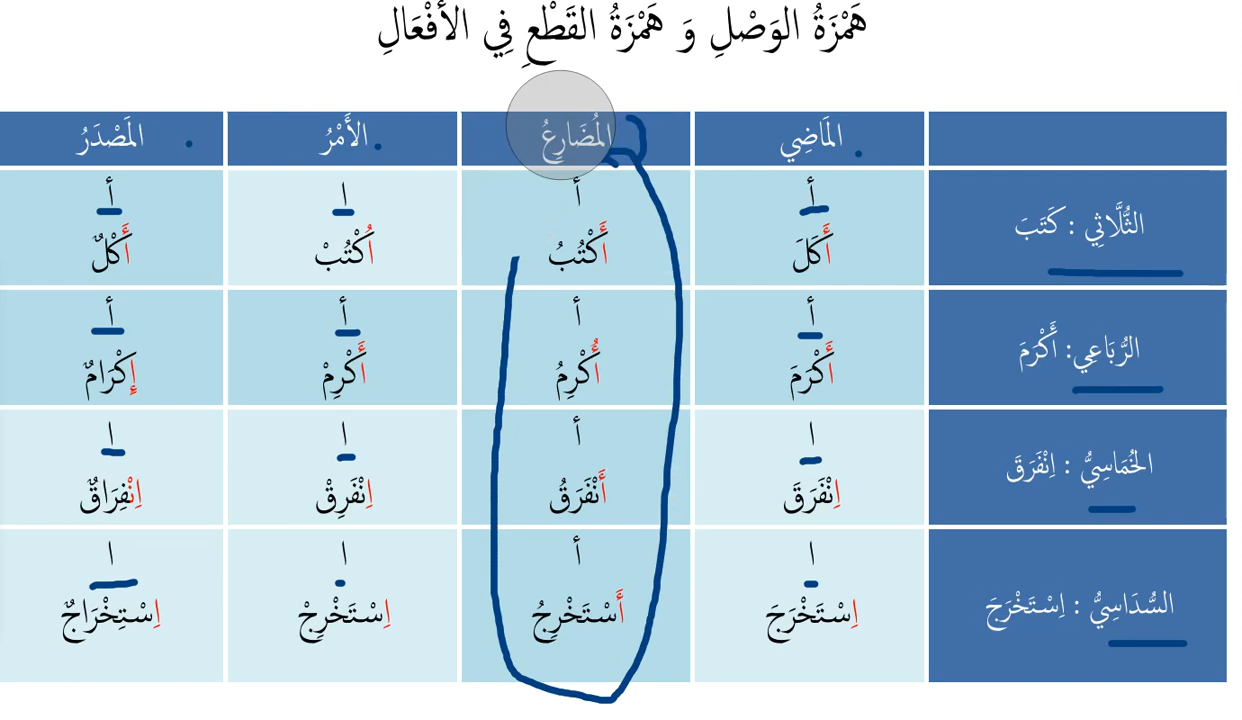 هَمْزَةُ الوَصْلِ وَ هَمْزَةُ القَطْعِ فِي الأَفْعَالِ
المَاضِي المُضَارِعُ الأَمْرُ المَصْدَرُ
الثُّلَاثِي : كَتَبَ
أ أ ا أ
أَكَلَ أَكْتُبُ اُكْتُبْ أَكْلٌ
الرُّبَاعِي: أَكْرَمَ
أ أ أ أ
أَكْرَمَ أُكْرِمُ أَكْرِمْ إِكْرَامٌ
الخُمَاسِيُّ : اِنْفَرَقَ
ا أ ا ا
اِنْفَرَقَ أَنْفَرَقُ اِنْفَرِقْ اِنْفِرَاقٌ
السُّدَاسِيُّ : اِسْتَخْرَجَ
ا أ ا ا
اِسْتَخْرَجَ أَسْتَخْرِجُ اِسْتَخْرِجْ اِسْتِخْرَاجٌ